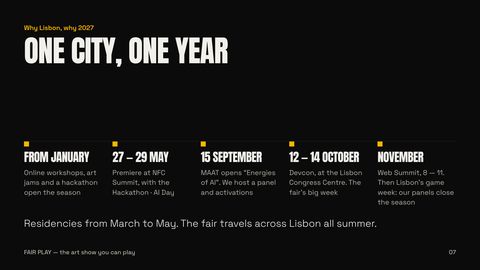 Why Lisbon, why 2027
ONE CITY, ONE YEAR
FROM JANUARY
Online workshops, art
jams and a hackathon
open the season
27 – 29 MAY
Premiere at NFC
Summit, with the
Hackathon · AI Day
15 SEPTEMBER
MAAT opens "Energies
of AI". We host a panel
and activations
12 – 14 OCTOBER
Devcon, at the Lisbon
Congress Centre. The
fair's big week
NOVEMBER
Web Summit, 8 – 11.
Then Lisbon's game
week: our panels close
the season
Residencies from March to May. The fair travels across Lisbon all summer.
FAIR PLAY — the art show you can play
07